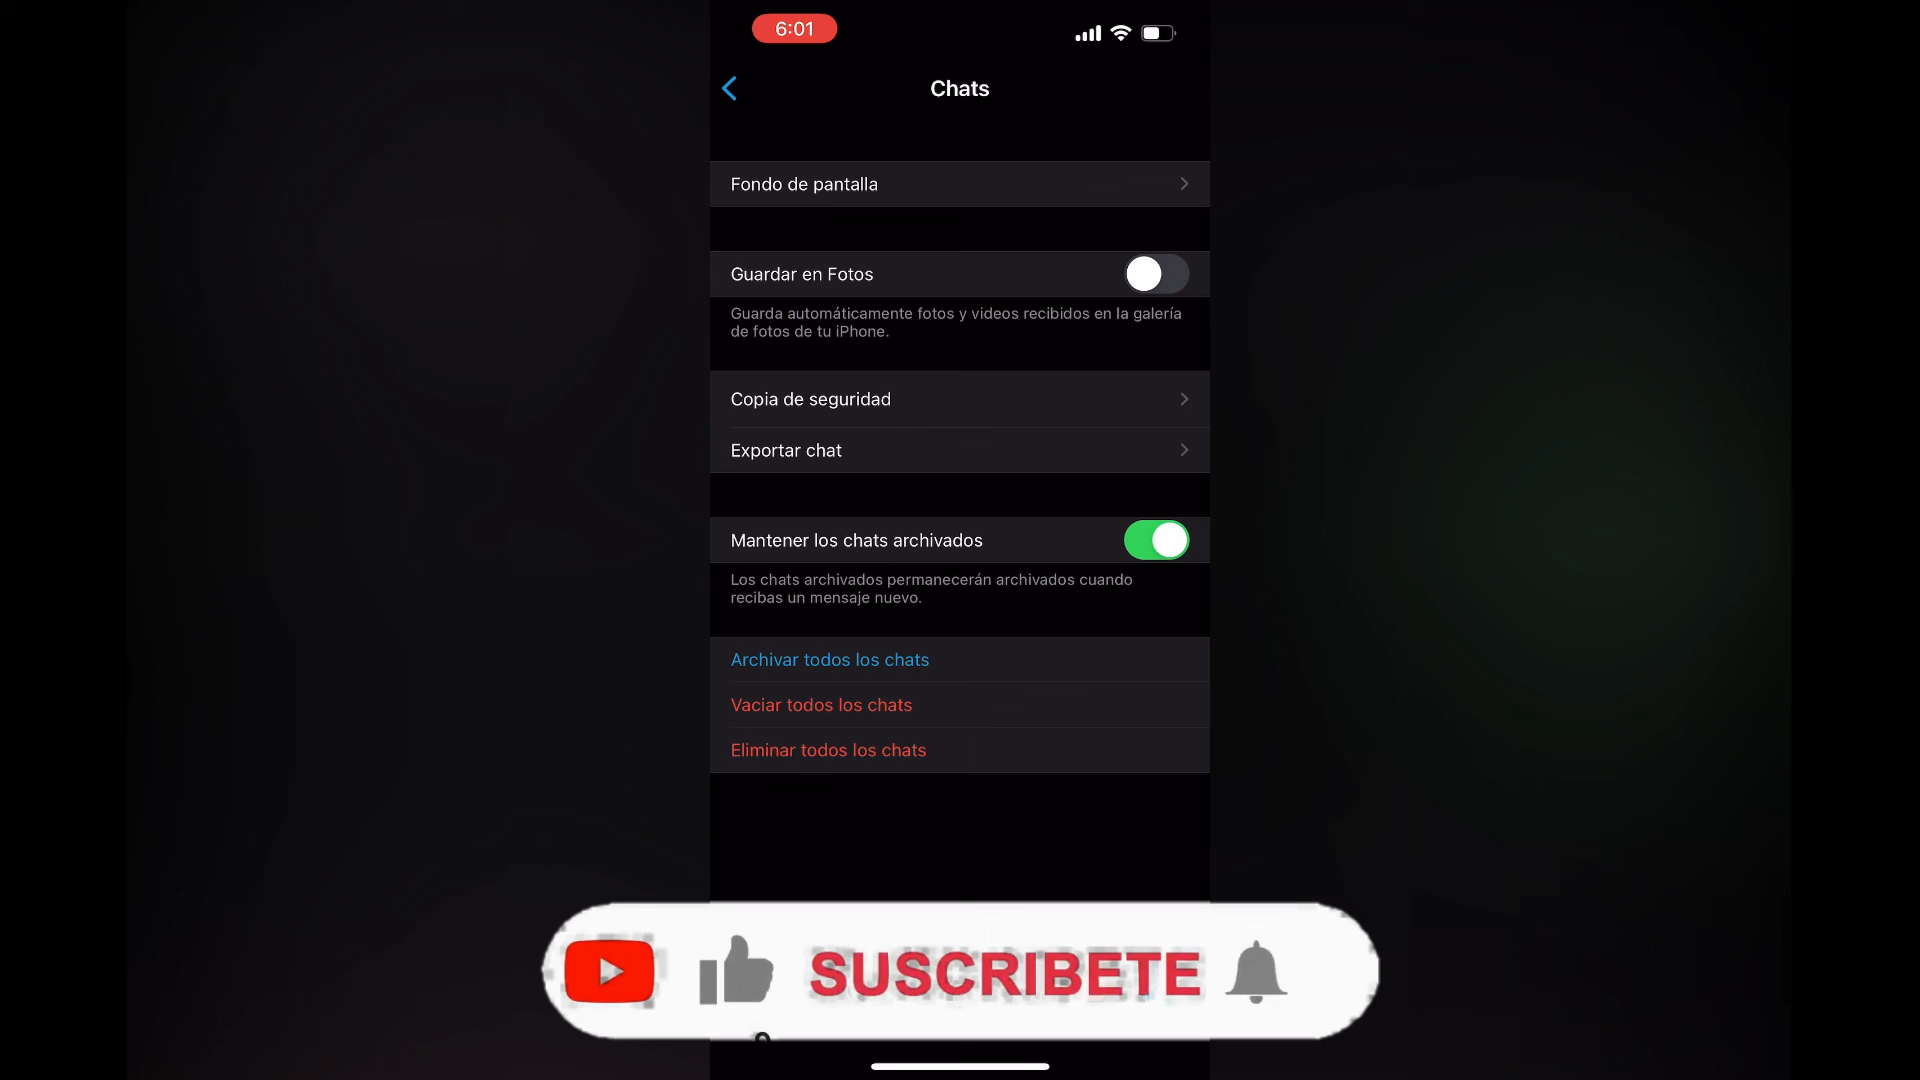 6:01
Chats
Fondo de pantalla
Guardar en Fotos
Guarda automáticamente fotos y videos recibidos en la galería
de fotos de tu iPhone.
Copia de seguridad
Exportar chat
Mantener los chats archivados
Los chats archivados permanecerán archivados cuando
recibas un mensaje nuevo.
Archivar todos los chats
Vaciar todos los chats
Eliminar todos los chats
SUSCRIBETE